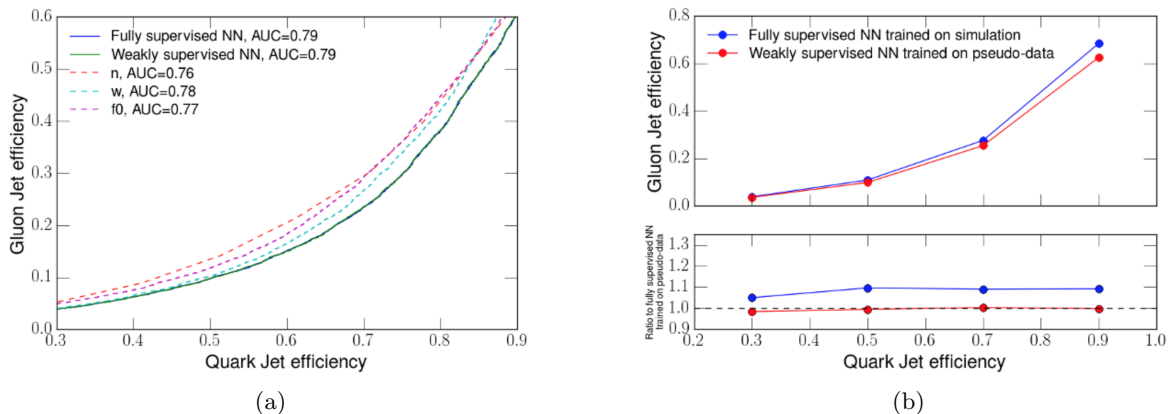 0.6
0.5
0.4
0.3
0.2
0.1
0.0
Gluon Jet efficiency
Fully supervised NN, AUC=0.79
Weakly supervised NN, AUC=0.79
n, AUC=0.76
w, AUC=0.78
f0, AUC=0.77
0.3 0.4 0.5 0.6 0.7 0.8 0.9
Quark Jet efficiency
(a)
0.8
0.6
0.4
0.2
0.0
Gluon Jet efficiency
Fully supervised NN trained on simulation
Weakly supervised NN trained on pseudo-data
1.3
1.2
1.1
1.0
0.9
Ratio to fully supervised NN
trained on pseudo-data
0.2 0.3 0.4 0.5 0.6 0.7 0.8 0.9 1.0
Quark Jet efficiency
(b)